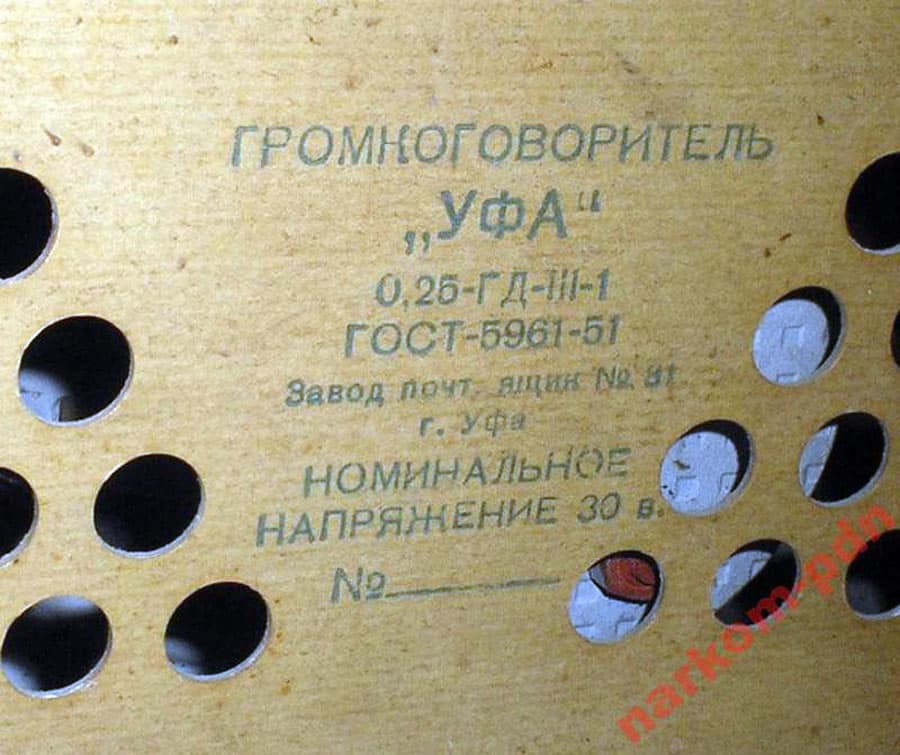 ГРОМКОГОВОРИТЕЛЬ
„УФА“
0,25-ГД-III-1
ГОСТ-5961-51
Завод почт. ящик № 31
г. Уфа
НОМИНАЛЬНОЕ
НАПРЯЖЕНИЕ 30 в.
№
narkom-pdn